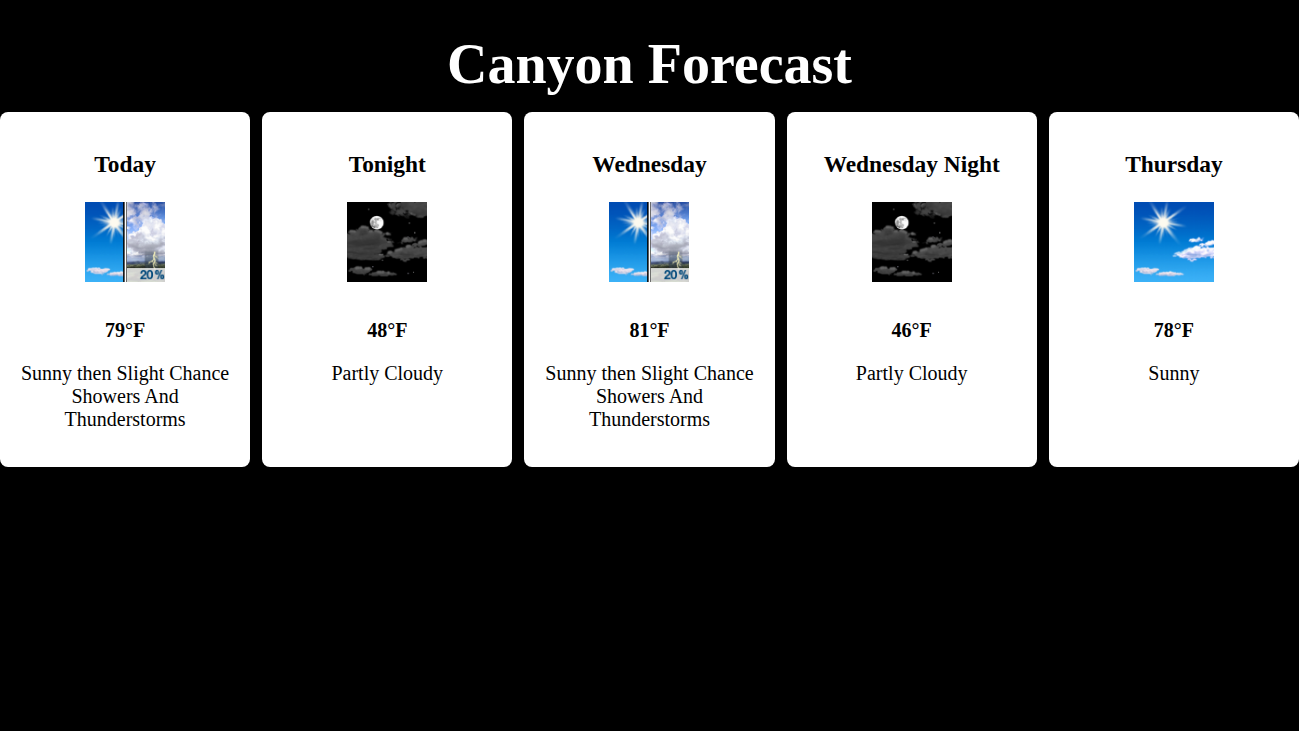 Canyon Forecast
Today
20%
79°F
Sunny then Slight Chance
Showers And
Thunderstorms
Tonight
48°F
Partly Cloudy
Wednesday
20%
81°F
Sunny then Slight Chance
Showers And
Thunderstorms
Wednesday Night
46°F
Partly Cloudy
Thursday
78°F
Sunny